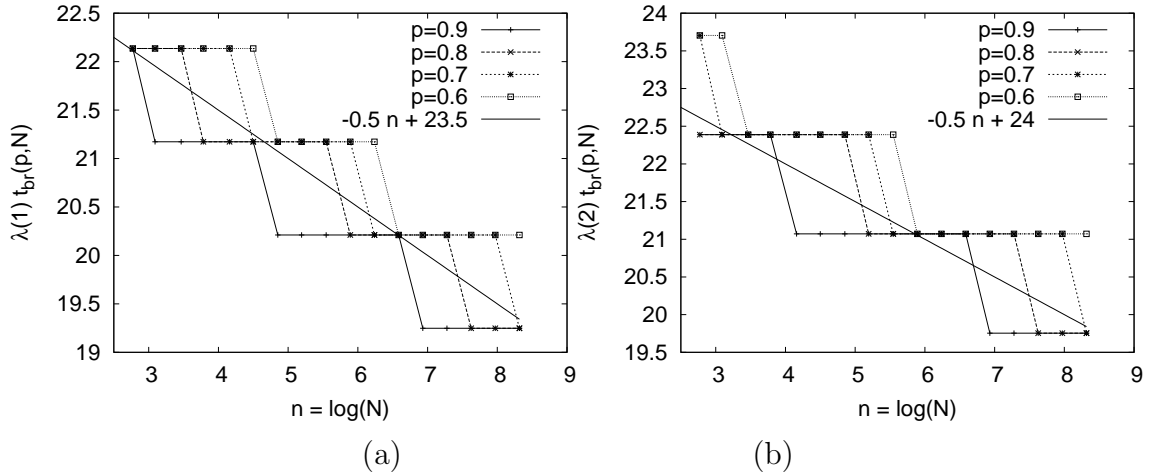 22.5
22
21.5
21
20.5
20
19.5
19
3 4 5 6 7 8 9
λ(1) t_br(p,N)
n = log(N)
p=0.9
p=0.8
p=0.7
p=0.6
-0.5 n + 23.5
(a)
24
23.5
23
22.5
22
21.5
21
20.5
20
19.5
3 4 5 6 7 8 9
λ(2) t_br(p,N)
n = log(N)
p=0.9
p=0.8
p=0.7
p=0.6
-0.5 n + 24
(b)